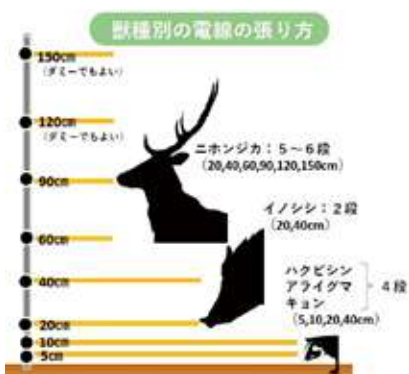 獣種別の電線の張り方
150cm
（ダミーでもよい）
120cm
（ダミーでもよい）
ニホンジカ：５～６段
(20,40,60,90,120,150cm)
90cm
イノシシ：２段
(20,40cm)
60cm
ハクビシン
アライグマ
キョン
４段
(5,10,20,40cm)
40cm
20cm
10cm
5cm